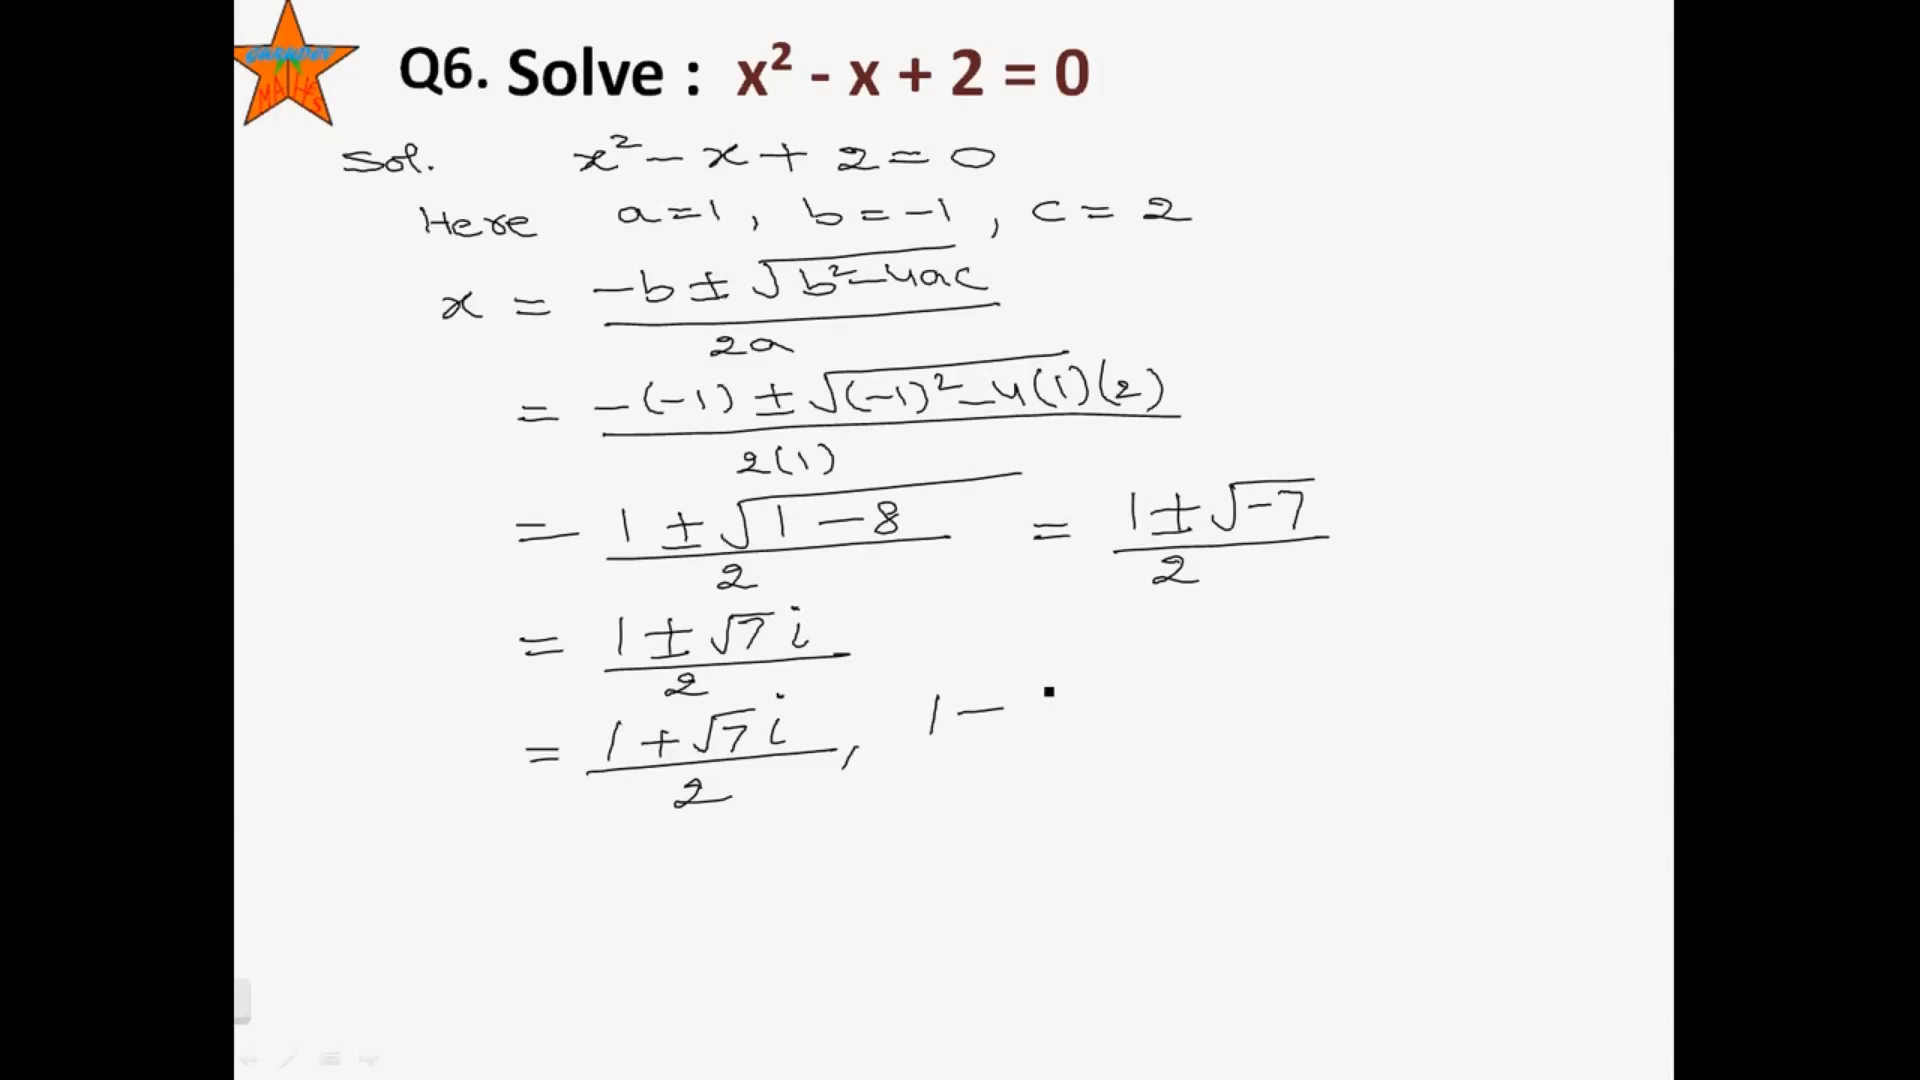 GURUDEV
MATHES
Q6. Solve : x² - x + 2 = 0
Sol. x² - x + 2 = 0
Here a = 1, b = -1, c = 2
x = (-b ± √(b² - 4ac)) / 2a
= (-(-1) ± √((-1)² - 4(1)(2))) / 2(1)
= (1 ± √(1 - 8)) / 2 = (1 ± √-7) / 2
= (1 ± √7 i) / 2
= (1 + √7 i) / 2 , 1 -